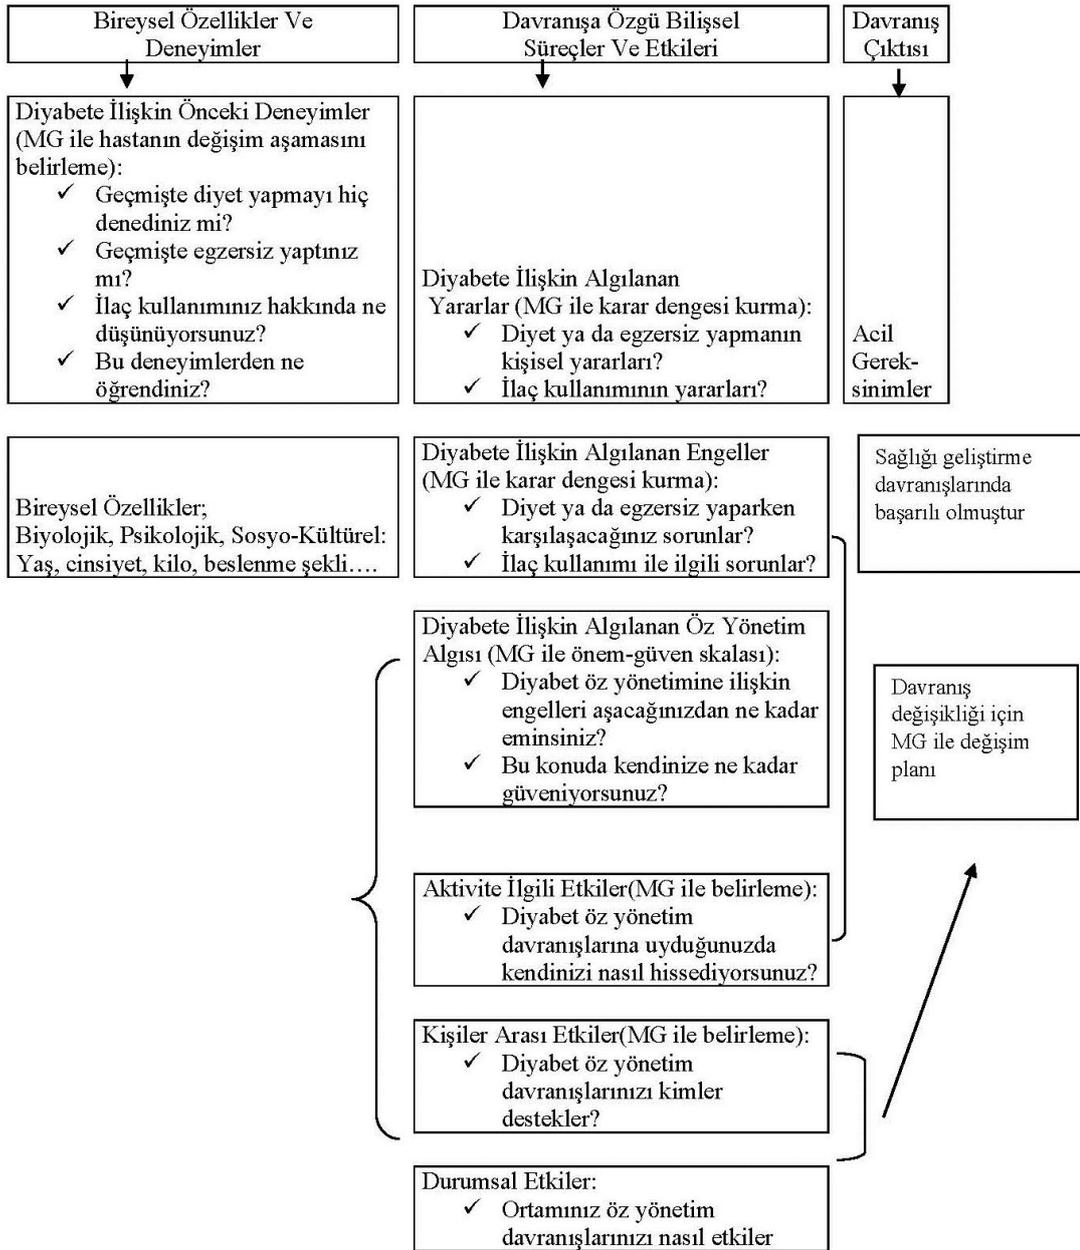 Bireysel Özellikler Ve
Deneyimler
Davranışa Özgü Bilişsel
Süreçler Ve Etkileri
Davranış
Çıktısı
Diyabete İlişkin Önceki Deneyimler
(MG ile hastanın değişim aşamasını
belirleme):
✓ Geçmişte diyet yapmayı hiç
denediniz mi?
✓ Geçmişte egzersiz yaptınız
mı?
✓ İlaç kullanımınız hakkında ne
düşünüyorsunuz?
✓ Bu deneyimlerden ne
öğrendiniz?
Diyabete İlişkin Algılanan
Yararlar (MG ile karar dengesi kurma):
✓ Diyet ya da egzersiz yapmanın
kişisel yararları?
✓ İlaç kullanımının yararları?
Acil
Gerek-
sinimler
Bireysel Özellikler;
Biyolojik, Psikolojik, Sosyo-Kültürel:
Yaş, cinsiyet, kilo, beslenme şekli….
Diyabete İlişkin Algılanan Engeller
(MG ile karar dengesi kurma):
✓ Diyet ya da egzersiz yaparken
karşılaşacağınız sorunlar?
✓ İlaç kullanımı ile ilgili sorunlar?
Sağlığı geliştirme
davranışlarında
başarılı olmuştur
Diyabete İlişkin Algılanan Öz Yönetim
Algısı (MG ile önem-güven skalası):
✓ Diyabet öz yönetimine ilişkin
engelleri aşacağınızdan ne kadar
eminsiniz?
✓ Bu konuda kendinize ne kadar
güveniyorsunuz?
Davranış
değişikliği için
MG ile değişim
planı
Aktivite İlgili Etkiler(MG ile belirleme):
✓ Diyabet öz yönetim
davranışlarına uyduğunuzda
kendinizi nasıl hissediyorsunuz?
Kişiler Arası Etkiler(MG ile belirleme):
✓ Diyabet öz yönetim
davranışlarınızı kimler
destekler?
Durumsal Etkiler:
✓ Ortamınız öz yönetim
davranışlarınızı nasıl etkiler